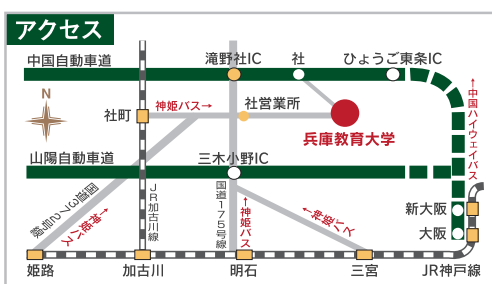 アクセス
中国自動車道
滝野社IC
社
ひょうご東条IC
N
社町
神姫バス→
社営業所
兵庫教育大学
←中国ハイウェイバス
山陽自動車道
三木小野IC
国道372号線
←神姫バス
JR加古川線
国道175号線
←神姫バス
←神姫バス
新大阪
大阪
姫路
加古川
明石
三宮
JR神戸線